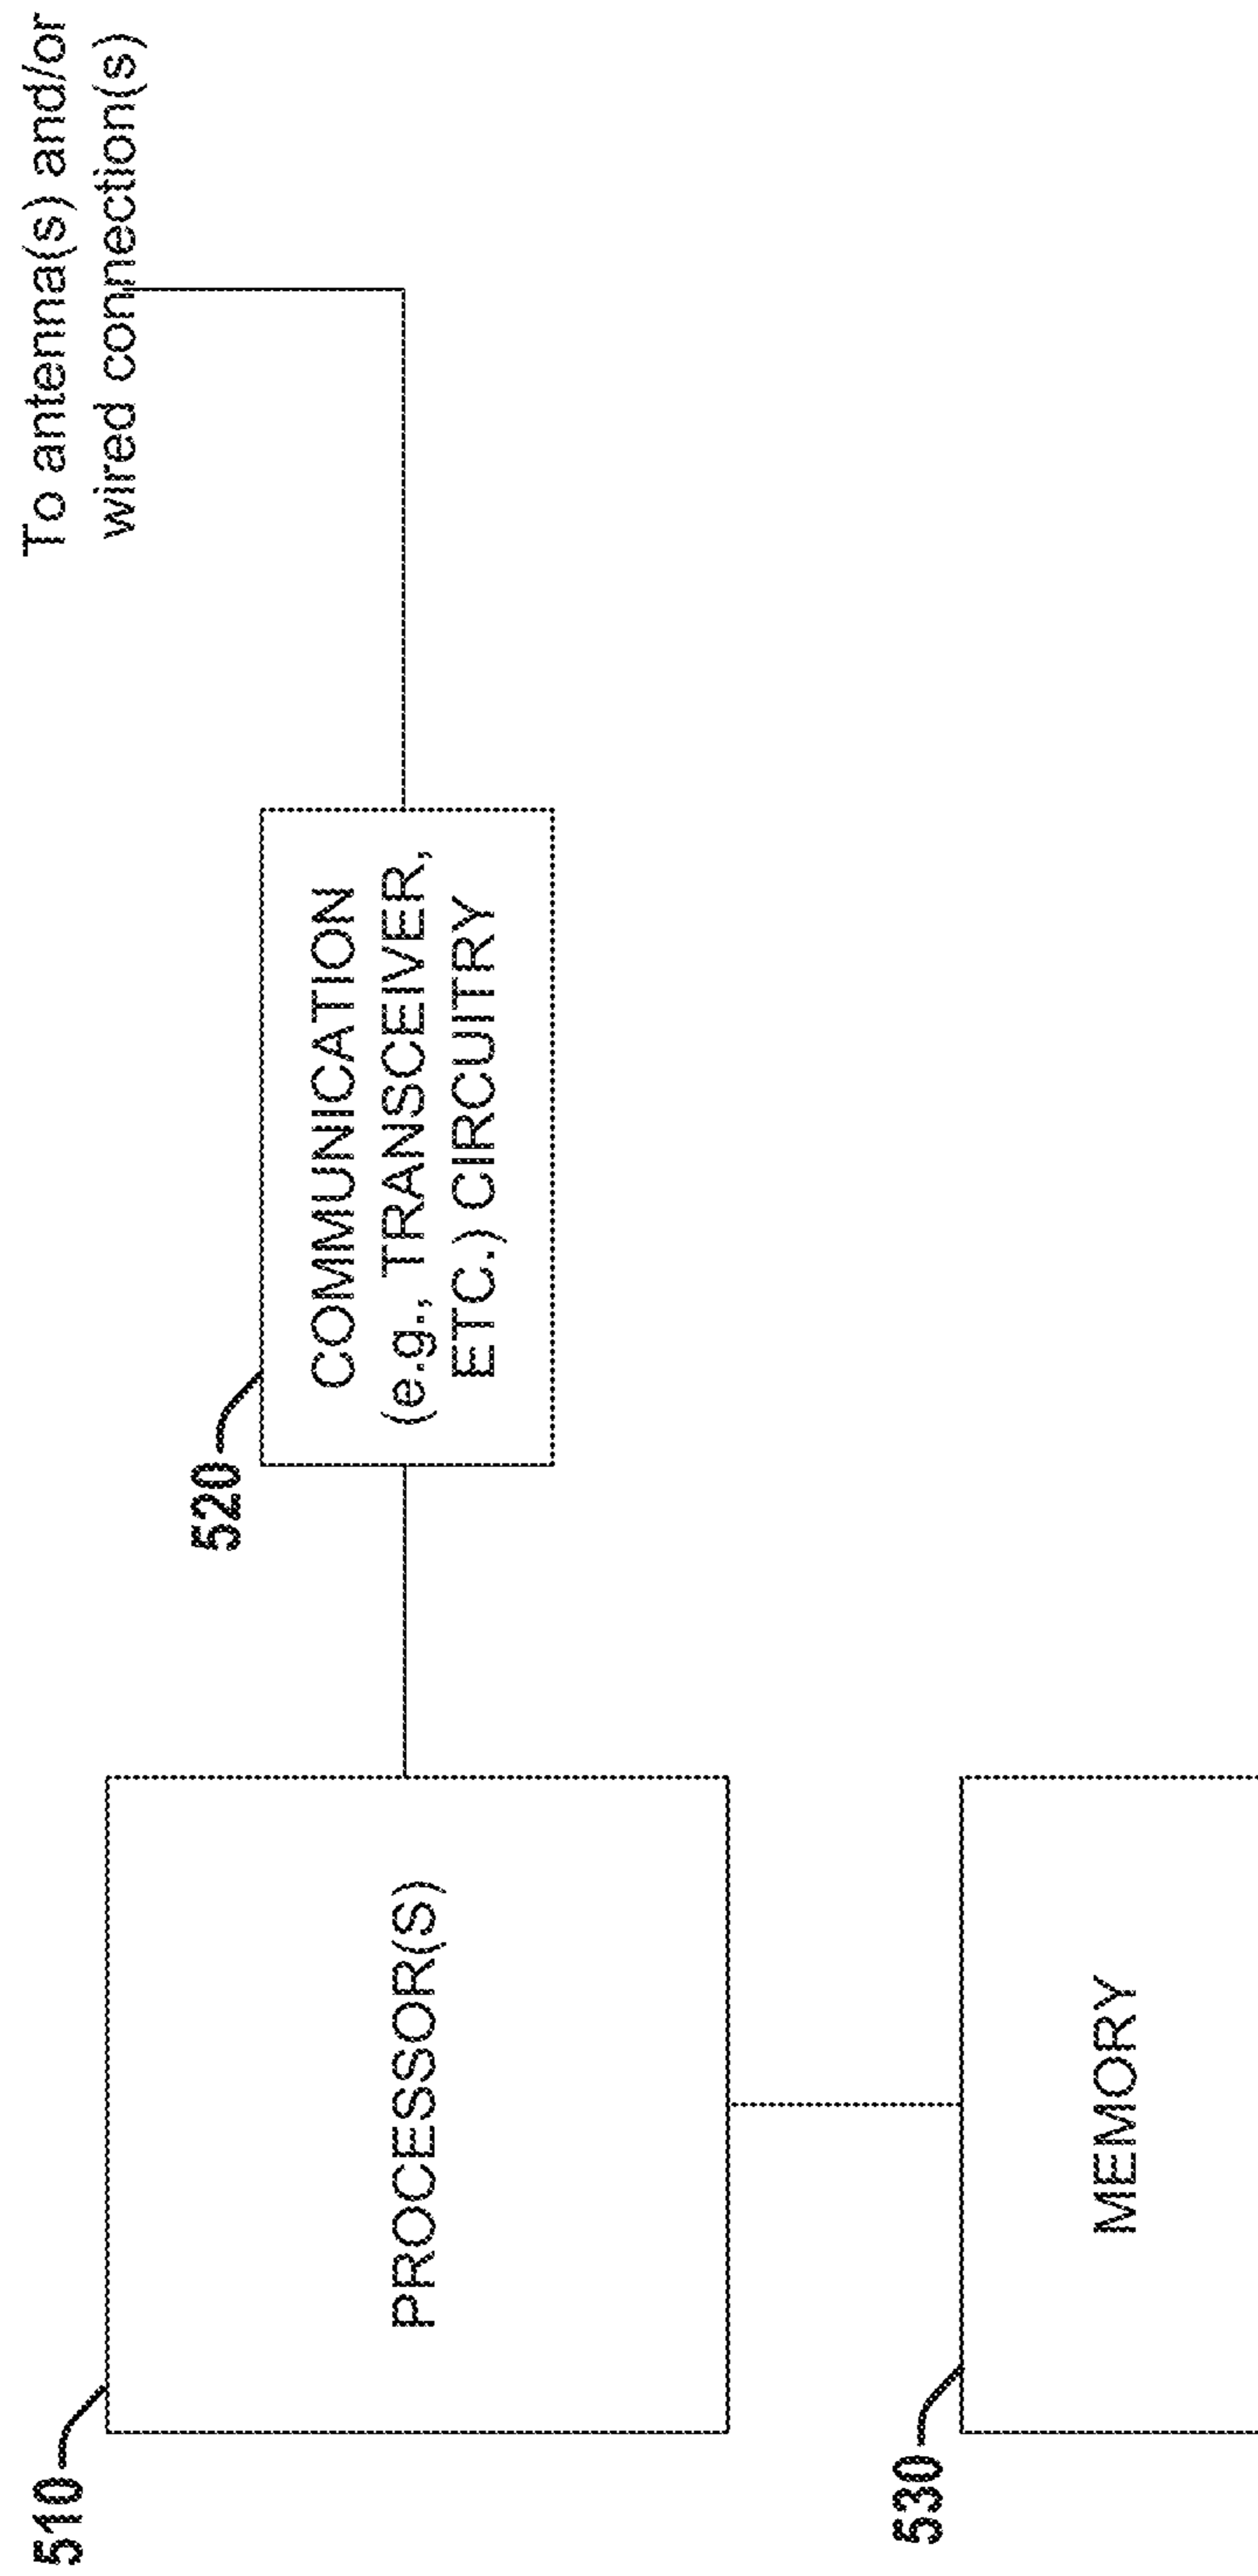 To antenna(s) and/or
wired connection(s)
520
COMMUNICATION
(e.g., TRANSCEIVER,
ETC.) CIRCUITRY
510
PROCESSOR(S)
530
MEMORY